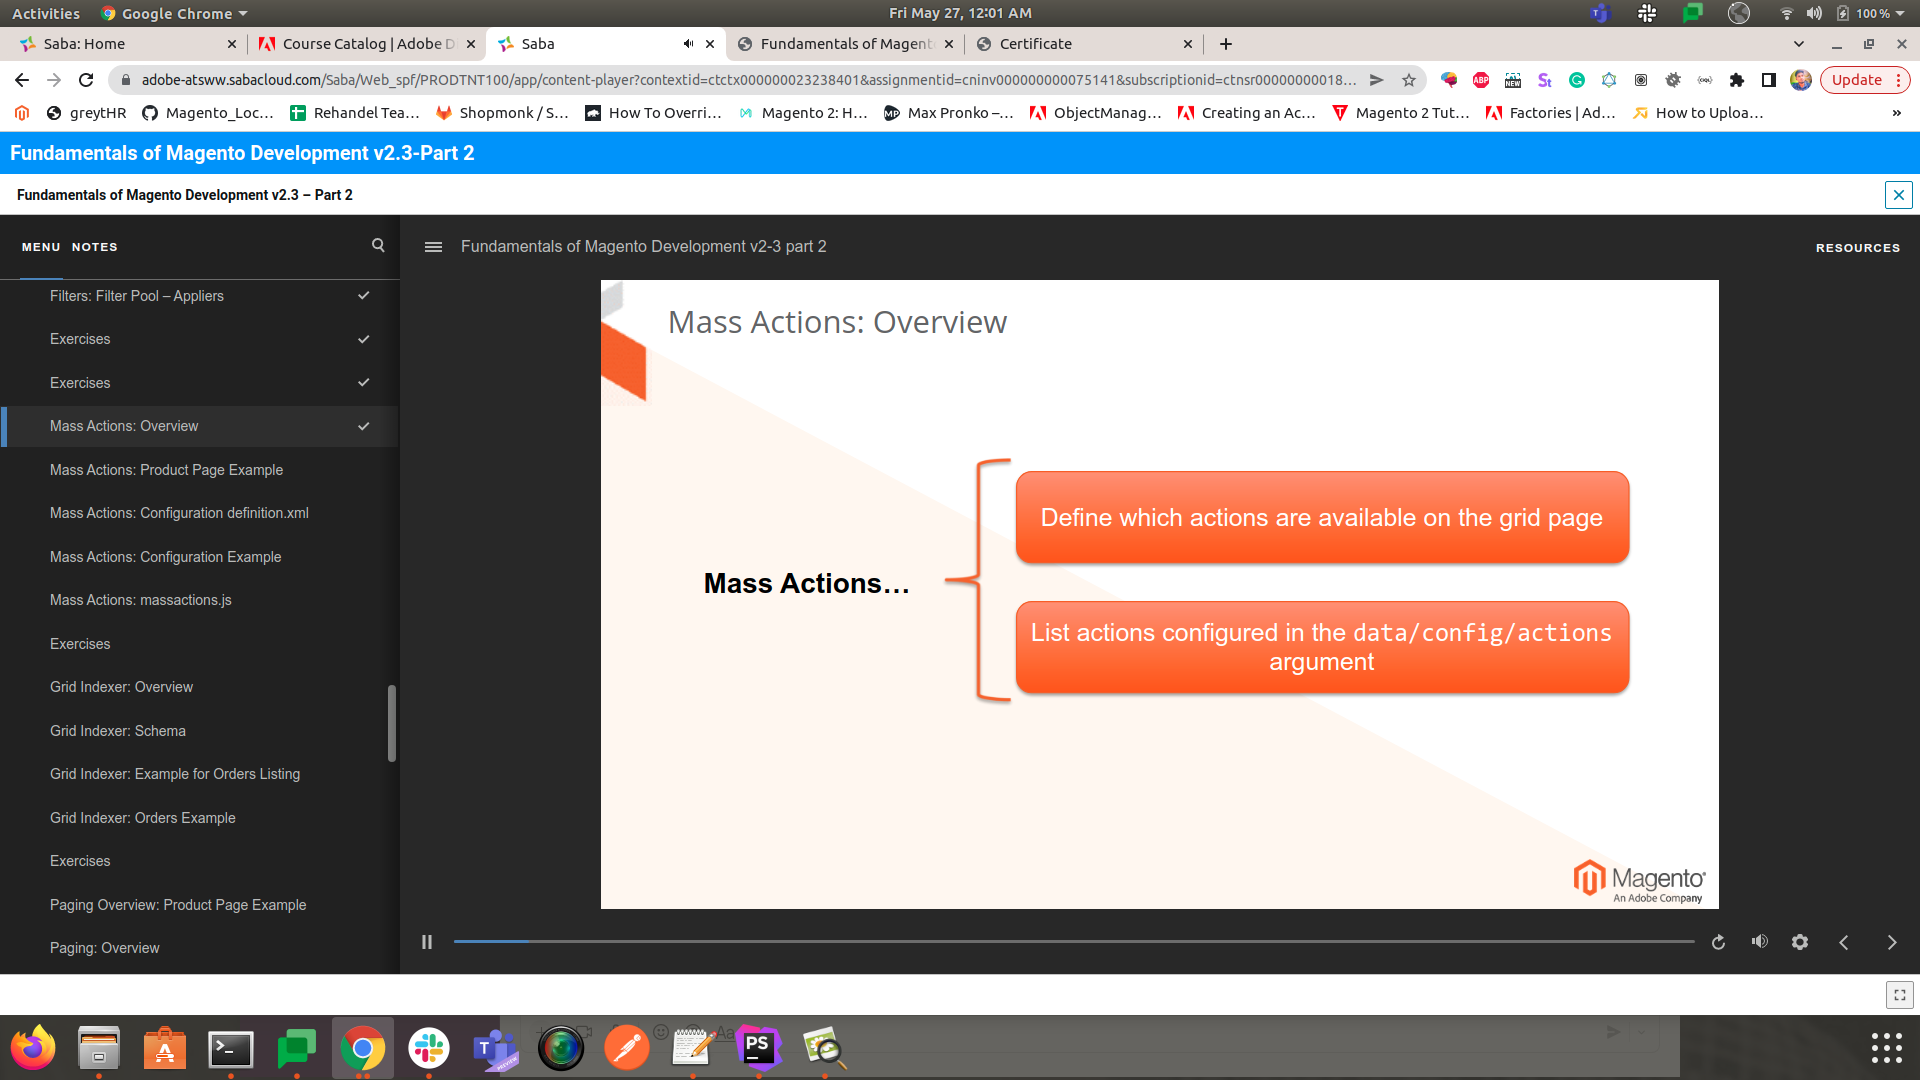 Activities
Google Chrome
Fri May 27, 12:01 AM
100 %
Saba: Home
Course Catalog | Adobe D
Saba
Fundamentals of Magent
Certificate
adobe-atsww.sabacloud.com/Saba/Web_spf/PRODTNT100/app/content-player?contextid=ctctx000000023238401&assignmentid=cninv000000000075141&subscriptionid=ctnsr00000000018...
Update
greytHR
Magento_Loc...
Rehandel Tea...
Shopmonk / S...
How To Overri...
Magento 2: H...
Max Pronko –...
ObjectManag...
Creating an Ac...
Magento 2 Tut...
Factories | Ad...
How to Uploa...
Fundamentals of Magento Development v2.3-Part 2
Fundamentals of Magento Development v2.3 – Part 2
MENU NOTES
Fundamentals of Magento Development v2-3 part 2
RESOURCES
Filters: Filter Pool – Appliers
Exercises
Exercises
Mass Actions: Overview
Mass Actions: Product Page Example
Mass Actions: Configuration definition.xml
Mass Actions: Configuration Example
Mass Actions: massactions.js
Exercises
Grid Indexer: Overview
Grid Indexer: Schema
Grid Indexer: Example for Orders Listing
Grid Indexer: Orders Example
Exercises
Paging Overview: Product Page Example
Paging: Overview
Mass Actions: Overview
Mass Actions...
Define which actions are available on the grid page
List actions configured in the data/config/actions
argument
Magento
An Adobe Company